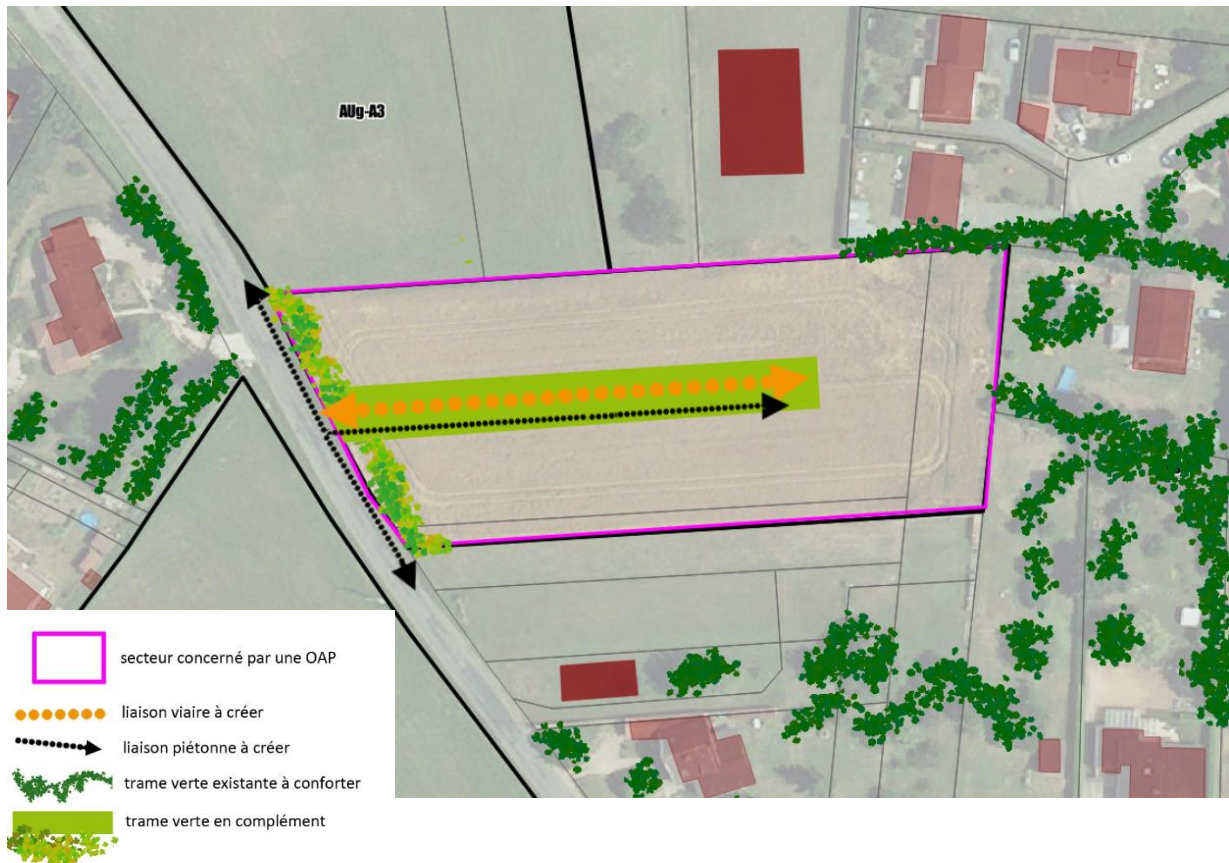 AUg-A3
secteur concerné par une OAP
liaison viaire à créer
liaison piétonne à créer
trame verte existante à conforter
trame verte en complément